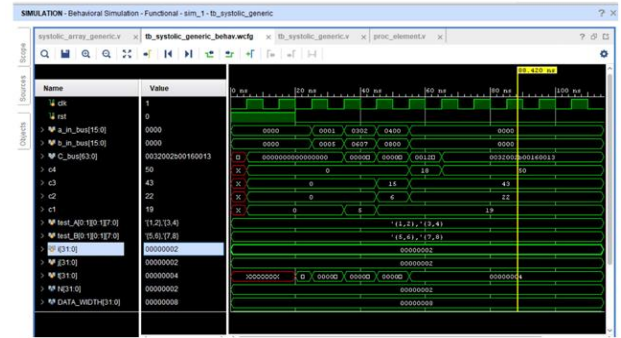 SIMULATION - Behavioral Simulation - Functional - sim_1 - tb_systolic_generic
systolic_array_generic.v tb_systolic_generic_behav.wcfg tb_systolic_generic.v proc_element.v
Scope
Sources
Objects
88.420 ns
Name Value 0 ns 20 ns 40 ns 60 ns 80 ns 100 ns
clk 1
rst 0
a_in_bus[15:0] 0000 0000 0001 0302 0400 0000
b_in_bus[15:0] 0000 0000 0005 0607 0800 0000
C_bus[63:0] 0032002b00160013 0 0000000000000000 0032002b00160013
c4 50 X 0 18 50
c3 43 X 0 15 43
c2 22 X 0 6 22
c1 19 X 0 5 19
test_A[0:1][0:1][7:0] '(1,2),'(3,4) '(1,2),'(3,4)
test_B[0:1][0:1][7:0] '(5,6),'(7,8) '(5,6),'(7,8)
i[31:0] 00000002 00000002
j[31:0] 00000002 00000002
t[31:0] 00000004 00000004
N[31:0] 00000002 00000002
DATA_WIDTH[31:0] 00000008 00000008